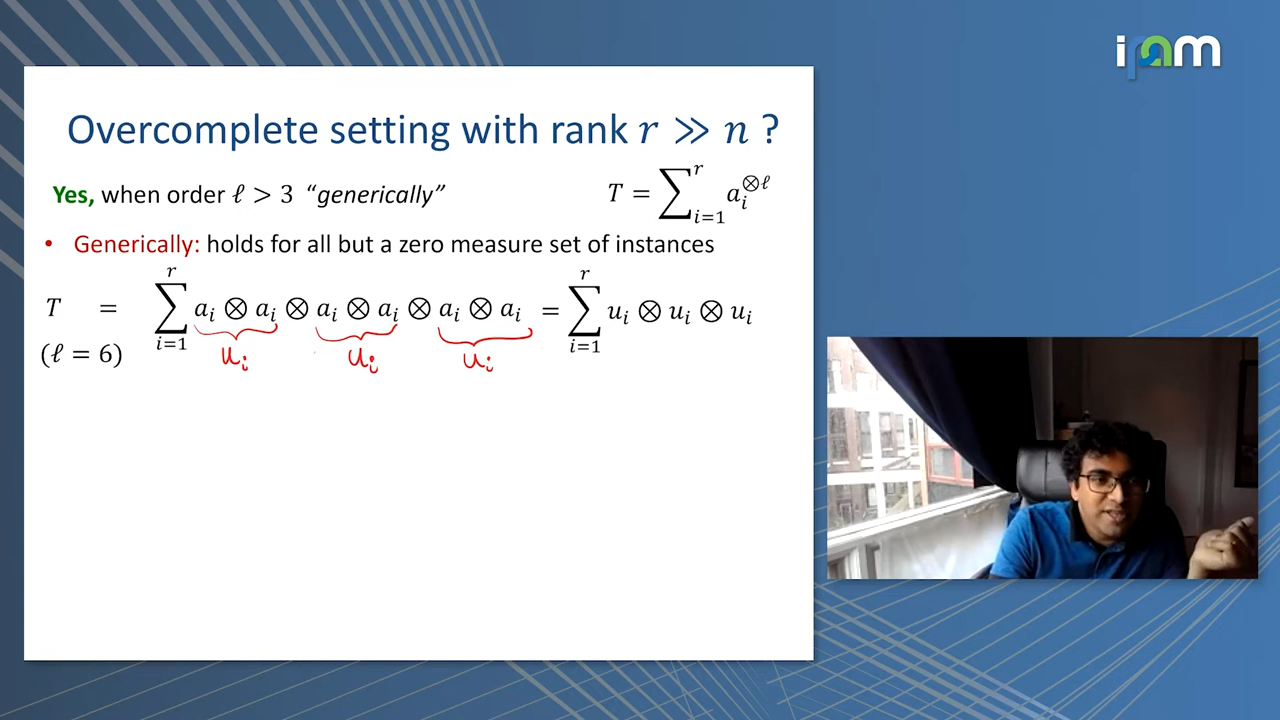 ipam
Overcomplete setting with rank r ≫ n ?
Yes, when order ℓ > 3 “generically”
T = ∑_{i=1}^{r} a_i^{⊗ℓ}
• Generically: holds for all but a zero measure set of instances
T = ∑_{i=1}^{r} a_i ⊗ a_i ⊗ a_i ⊗ a_i ⊗ a_i ⊗ a_i = ∑_{i=1}^{r} u_i ⊗ u_i ⊗ u_i
(ℓ = 6) u_i u_i u_i